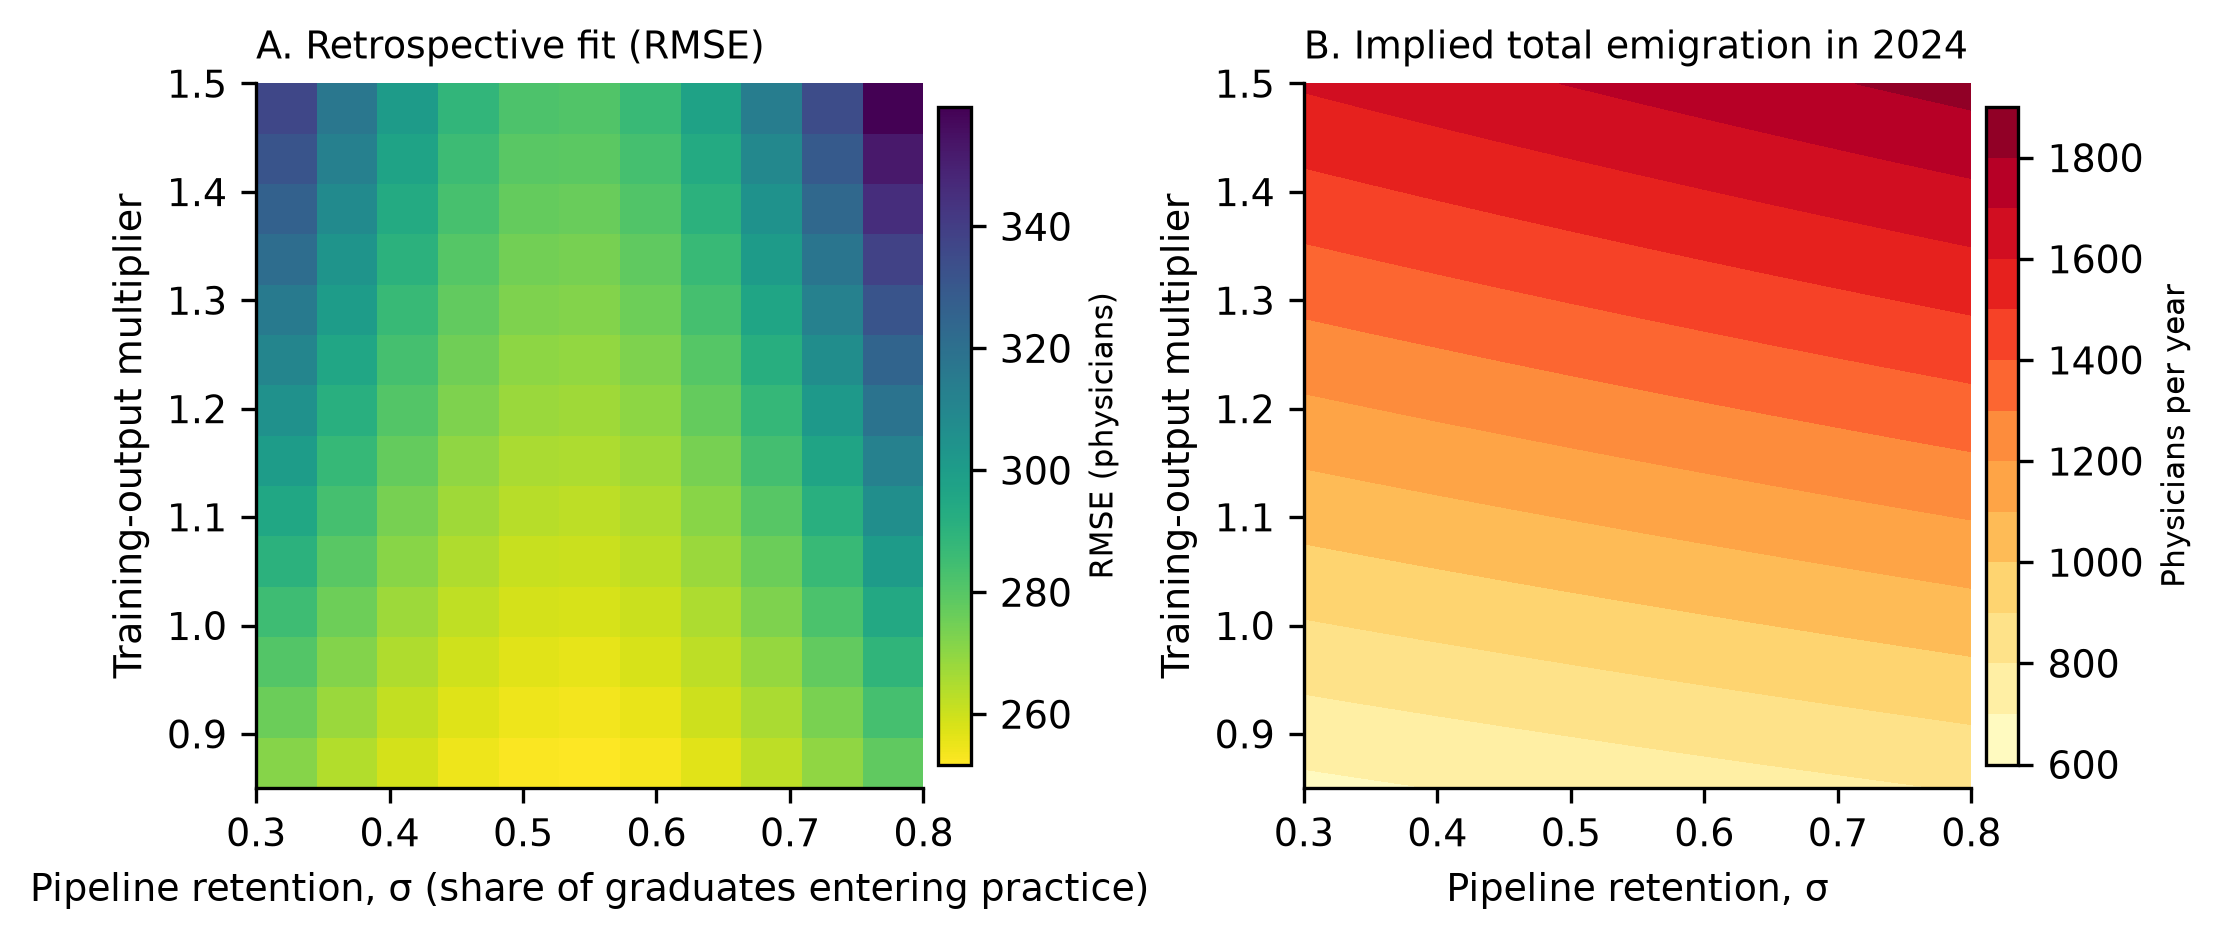 A. Retrospective fit (RMSE)
1.5
1.4
1.3
1.2
1.1
1.0
0.9
Training-output multiplier
0.3 0.4 0.5 0.6 0.7 0.8
Pipeline retention, σ (share of graduates entering practice)
340
320
300
280
260
RMSE (physicians)
B. Implied total emigration in 2024
1.5
1.4
1.3
1.2
1.1
1.0
0.9
Training-output multiplier
0.3 0.4 0.5 0.6 0.7 0.8
Pipeline retention, σ
1800
1600
1400
1200
1000
800
600
Physicians per year